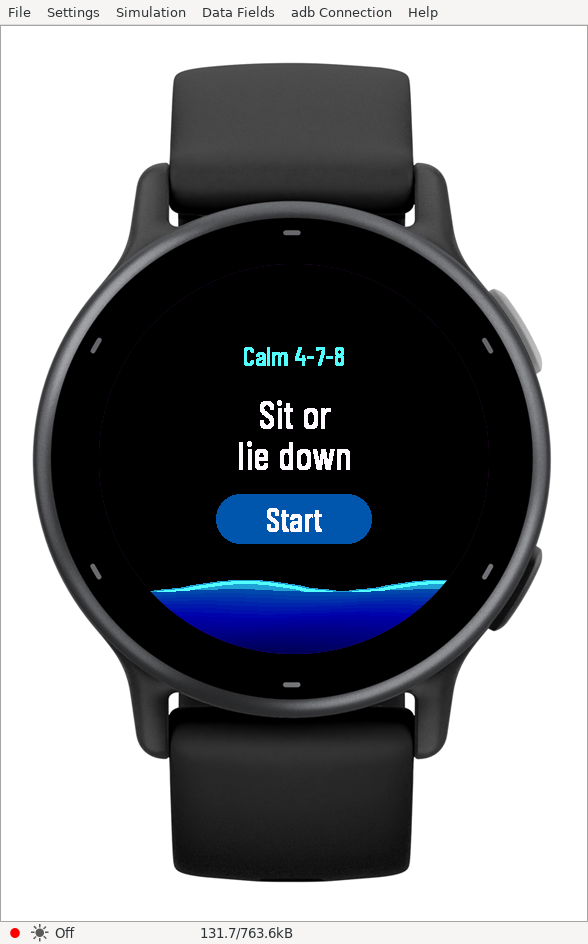 File Settings Simulation Data Fields adb Connection Help
Calm 4-7-8
Sit or
lie down
Start
Off 131.7/763.6kB